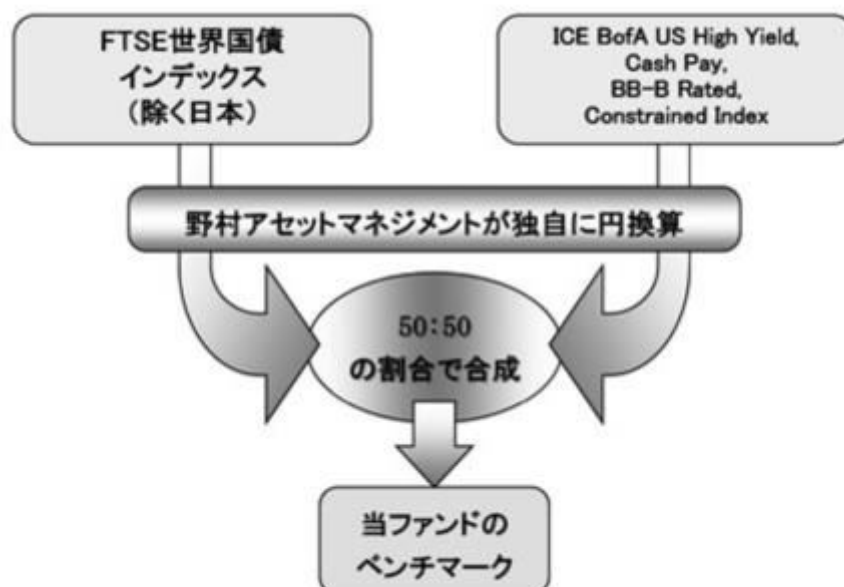 FTSE世界国債
インデックス
(除く日本)
ICE BofA US High Yield,
Cash Pay,
BB-B Rated,
Constrained Index
野村アセットマネジメントが独自に円換算
50:50
の割合で合成
当ファンドの
ベンチマーク